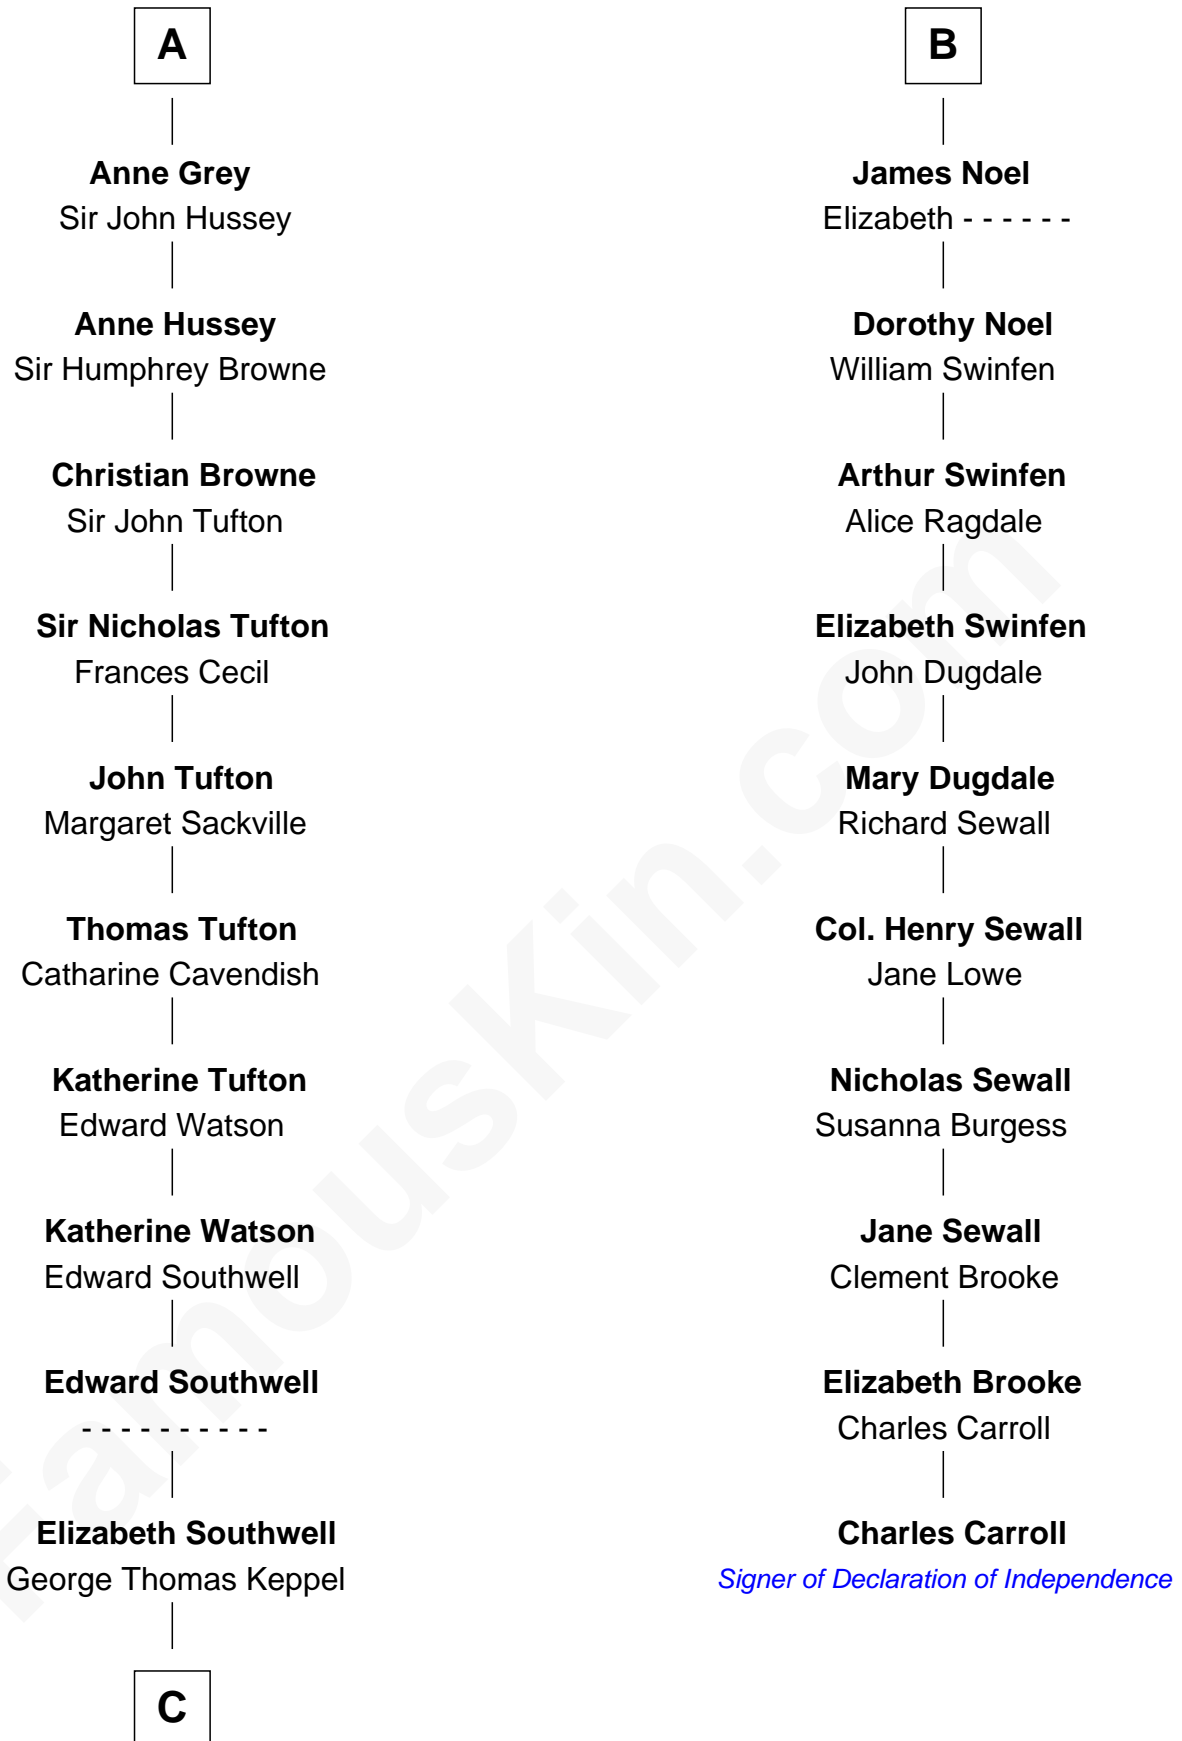 A
Anne Grey
Sir John Hussey
Anne Hussey
Sir Humphrey Browne
Christian Browne
Sir John Tufton
Sir Nicholas Tufton
Frances Cecil
John Tufton
Margaret Sackville
Thomas Tufton
Catharine Cavendish
Katherine Tufton
Edward Watson
Katherine Watson
Edward Southwell
Edward Southwell
- - - - - - - - - -
Elizabeth Southwell
George Thomas Keppel
C
B
James Noel
Elizabeth - - - - - -
Dorothy Noel
William Swinfen
Arthur Swinfen
Alice Ragdale
Elizabeth Swinfen
John Dugdale
Mary Dugdale
Richard Sewall
Col. Henry Sewall
Jane Lowe
Nicholas Sewall
Susanna Burgess
Jane Sewall
Clement Brooke
Elizabeth Brooke
Charles Carroll
Charles Carroll
Signer of Declaration of Independence
FamousKin.com